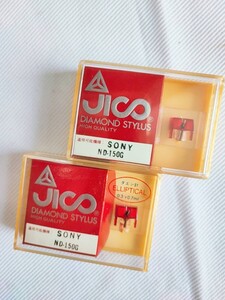 JICO
DIAMOND STYLUS
HIGH QUALITY
SONY
ND-150G
JICO
DIAMOND STYLUS
HIGH QUALITY
ELLIPTICAL
SONY
ND-150G